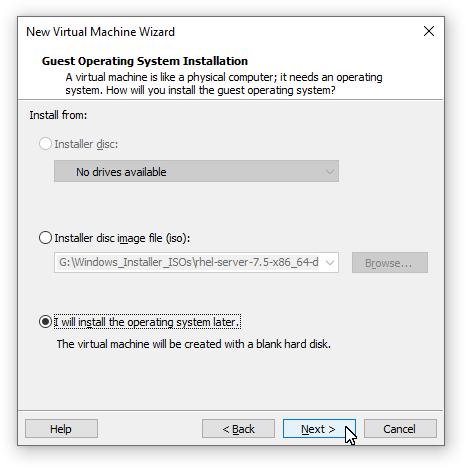 New Virtual Machine Wizard
Guest Operating System Installation
A virtual machine is like a physical computer; it needs an operating
system. How will you install the guest operating system?
Install from:
Installer disc:
No drives available
Installer disc image file (iso):
G:\Windows_Installer_ISOs\rhel-server-7.5-x86_64-d
Browse...
I will install the operating system later.
The virtual machine will be created with a blank hard disk.
Help
< Back
Next >
Cancel